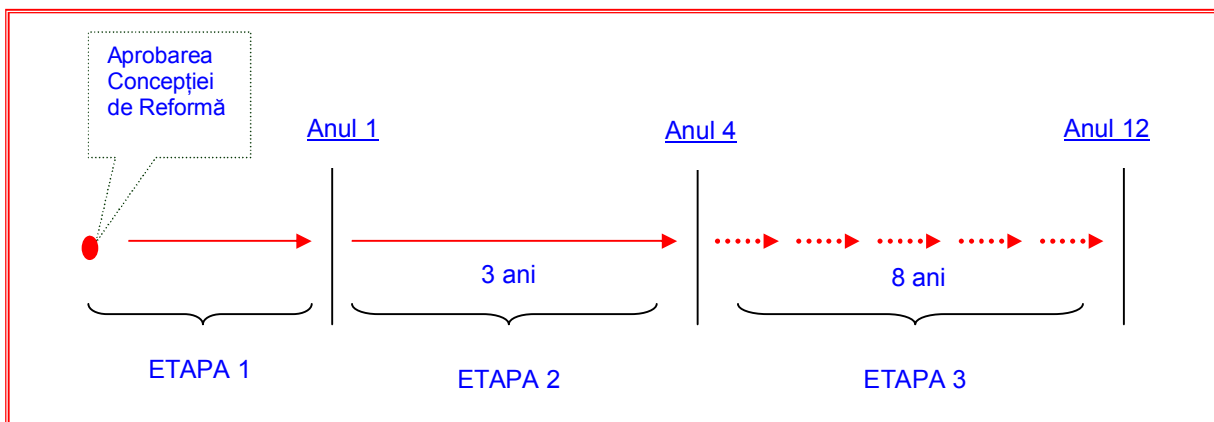 Aprobarea
Concepției
de Reformă
Anul 1
Anul 4
Anul 12
3 ani
8 ani
ETAPA 1
ETAPA 2
ETAPA 3